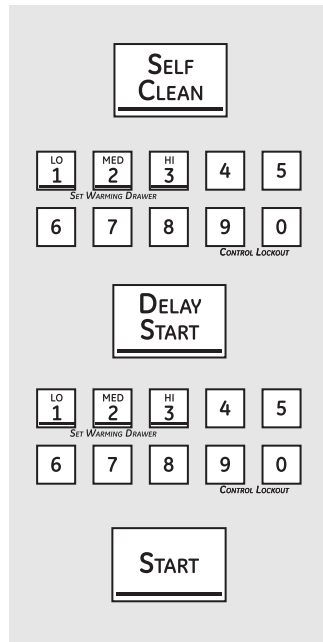 SELF
CLEAN
LO MED HI
1 2 3 4 5
SET WARMING DRAWER
6 7 8 9 0
CONTROL LOCKOUT
DELAY
START
LO MED HI
1 2 3 4 5
SET WARMING DRAWER
6 7 8 9 0
CONTROL LOCKOUT
START